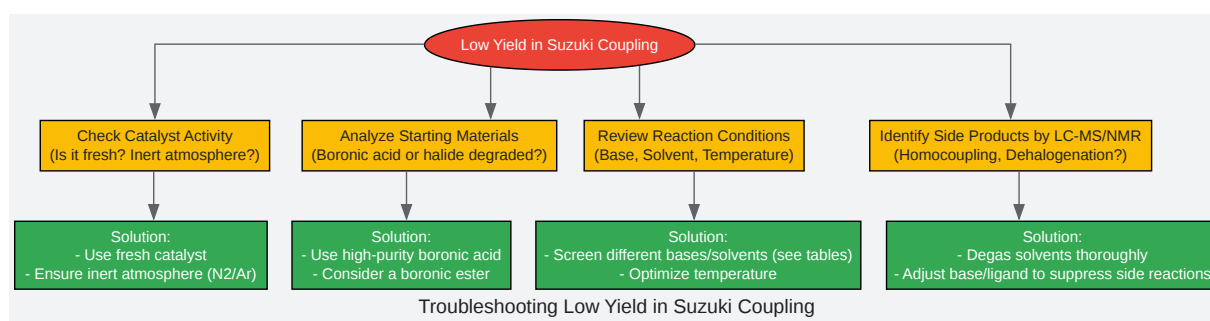 Low Yield in Suzuki Coupling
Check Catalyst Activity
(Is it fresh? Inert atmosphere?)
Analyze Starting Materials
(Boronic acid or halide degraded?)
Review Reaction Conditions
(Base, Solvent, Temperature)
Identify Side Products by LC-MS/NMR
(Homocoupling, Dehalogenation?)
Solution:
- Use fresh catalyst
- Ensure inert atmosphere (N2/Ar)
Solution:
- Use high-purity boronic acid
- Consider a boronic ester
Solution:
- Screen different bases/solvents (see tables)
- Optimize temperature
Solution:
- Degas solvents thoroughly
- Adjust base/ligand to suppress side reactions
Troubleshooting Low Yield in Suzuki Coupling